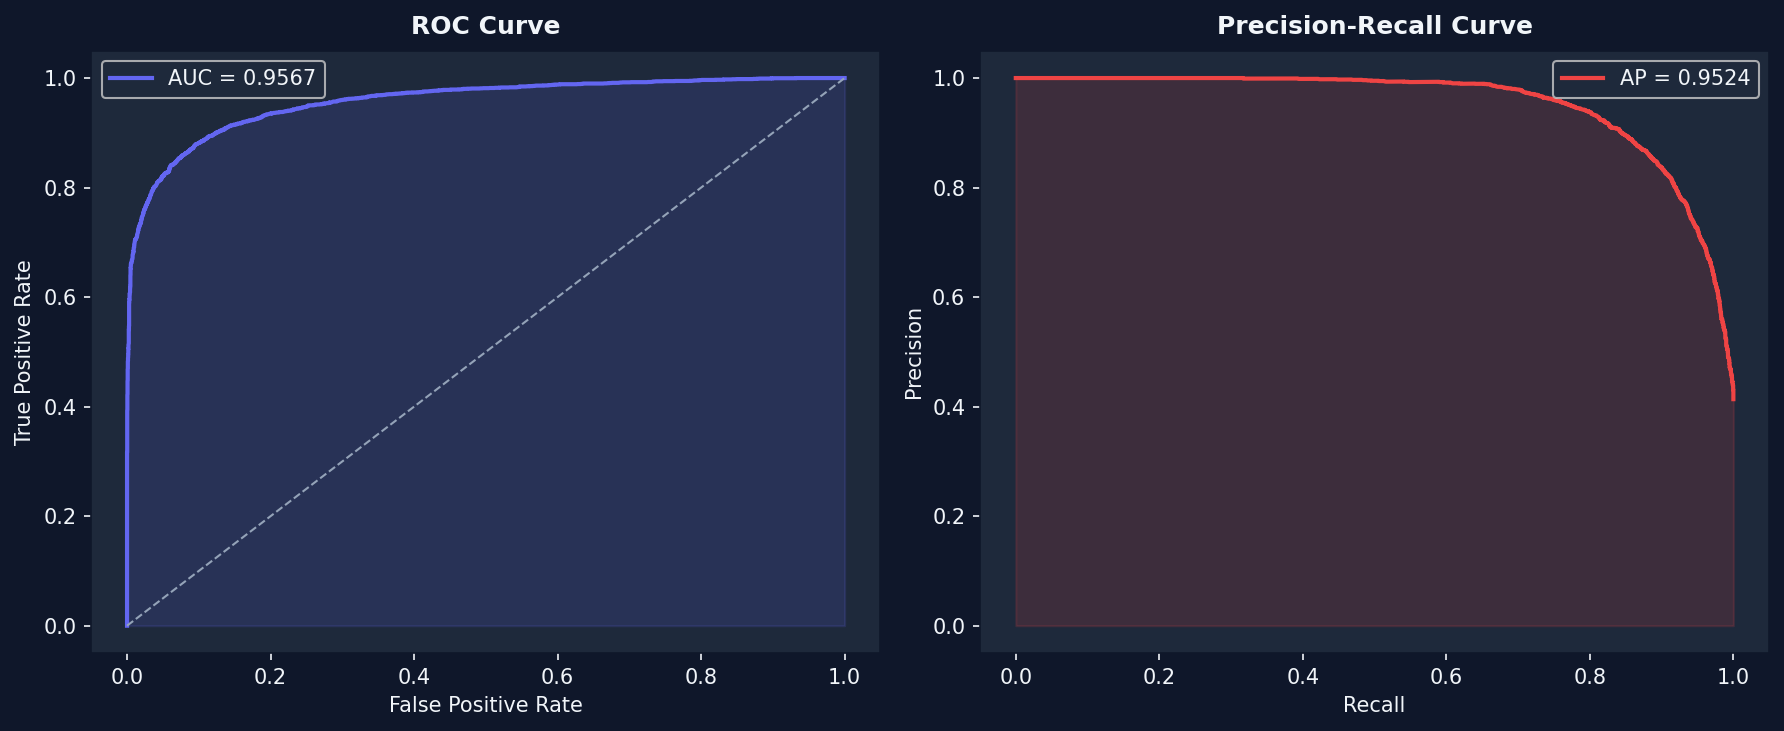 ROC Curve
AUC = 0.9567
1.0
0.8
0.6
0.4
0.2
0.0
True Positive Rate
0.0 0.2 0.4 0.6 0.8 1.0
False Positive Rate
Precision-Recall Curve
AP = 0.9524
1.0
0.8
0.6
0.4
0.2
0.0
Precision
0.0 0.2 0.4 0.6 0.8 1.0
Recall